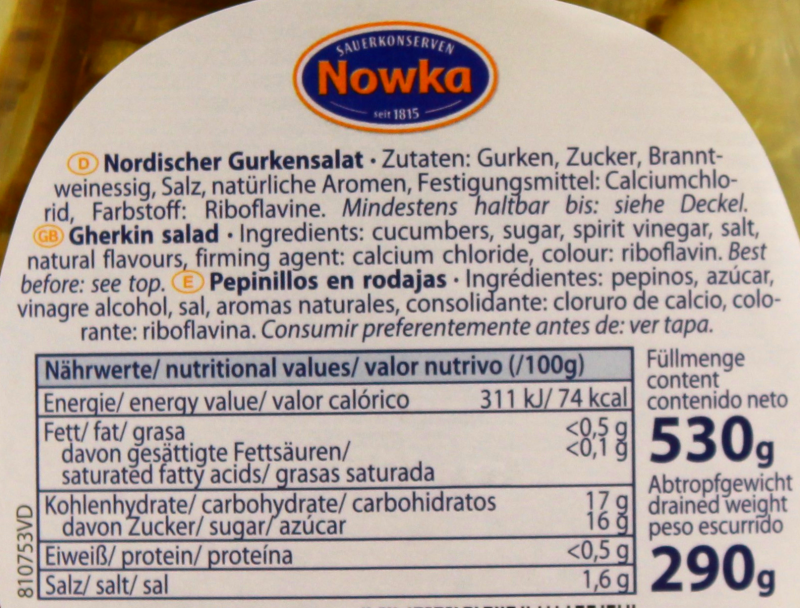 SAUERKONSERVEN
Nowka
seit 1815
D Nordischer Gurkensalat · Zutaten: Gurken, Zucker, Brannt-
weinessig, Salz, natürliche Aromen, Festigungsmittel: Calciumchlo-
rid, Farbstoff: Riboflavine. Mindestens haltbar bis: siehe Deckel.
GB Gherkin salad · Ingredients: cucumbers, sugar, spirit vinegar, salt,
natural flavours, firming agent: calcium chloride, colour: riboflavin. Best
before: see top. E Pepinillos en rodajas · Ingrédientes: pepinos, azúcar,
vinagre alcohol, sal, aromas naturales, consolidante: cloruro de calcio, colo-
rante: riboflavina. Consumir preferentemente antes de: ver tapa.
Nährwerte/ nutritional values/ valor nutrivo (/100g)
Energie/ energy value/ valor calórico 311 kJ/ 74 kcal
Fett/ fat/ grasa <0,5 g
davon gesättigte Fettsäuren/ <0,1 g
saturated fatty acids/ grasas saturada
Kohlenhydrate/ carbohydrate/ carbohidratos 17 g
davon Zucker/ sugar/ azúcar 16 g
Eiweiß/ protein/ proteína <0,5 g
Salz/ salt/ sal 1,6 g
Füllmenge
content
contenido neto
530g
Abtropfgewicht
drained weight
peso escurrido
290g
810753VD